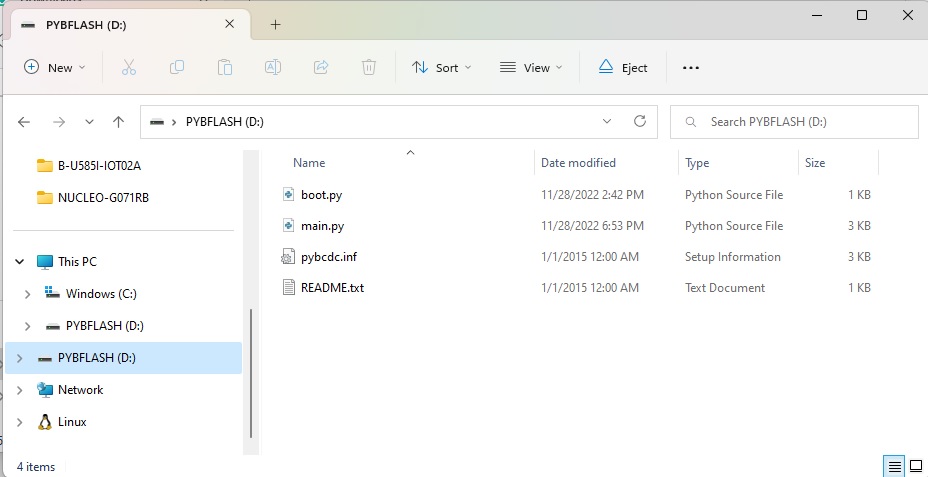 PYBFLASH (D:)
New Sort View Eject
PYBFLASH (D:) Search PYBFLASH (D:)
B-U585I-IOT02A
NUCLEO-G071RB
This PC
Windows (C:)
PYBFLASH (D:)
PYBFLASH (D:)
Network
Linux
Name Date modified Type Size
boot.py 11/28/2022 2:42 PM Python Source File 1 KB
main.py 11/28/2022 6:53 PM Python Source File 3 KB
pybcdc.inf 1/1/2015 12:00 AM Setup Information 3 KB
README.txt 1/1/2015 12:00 AM Text Document 1 KB
4 items